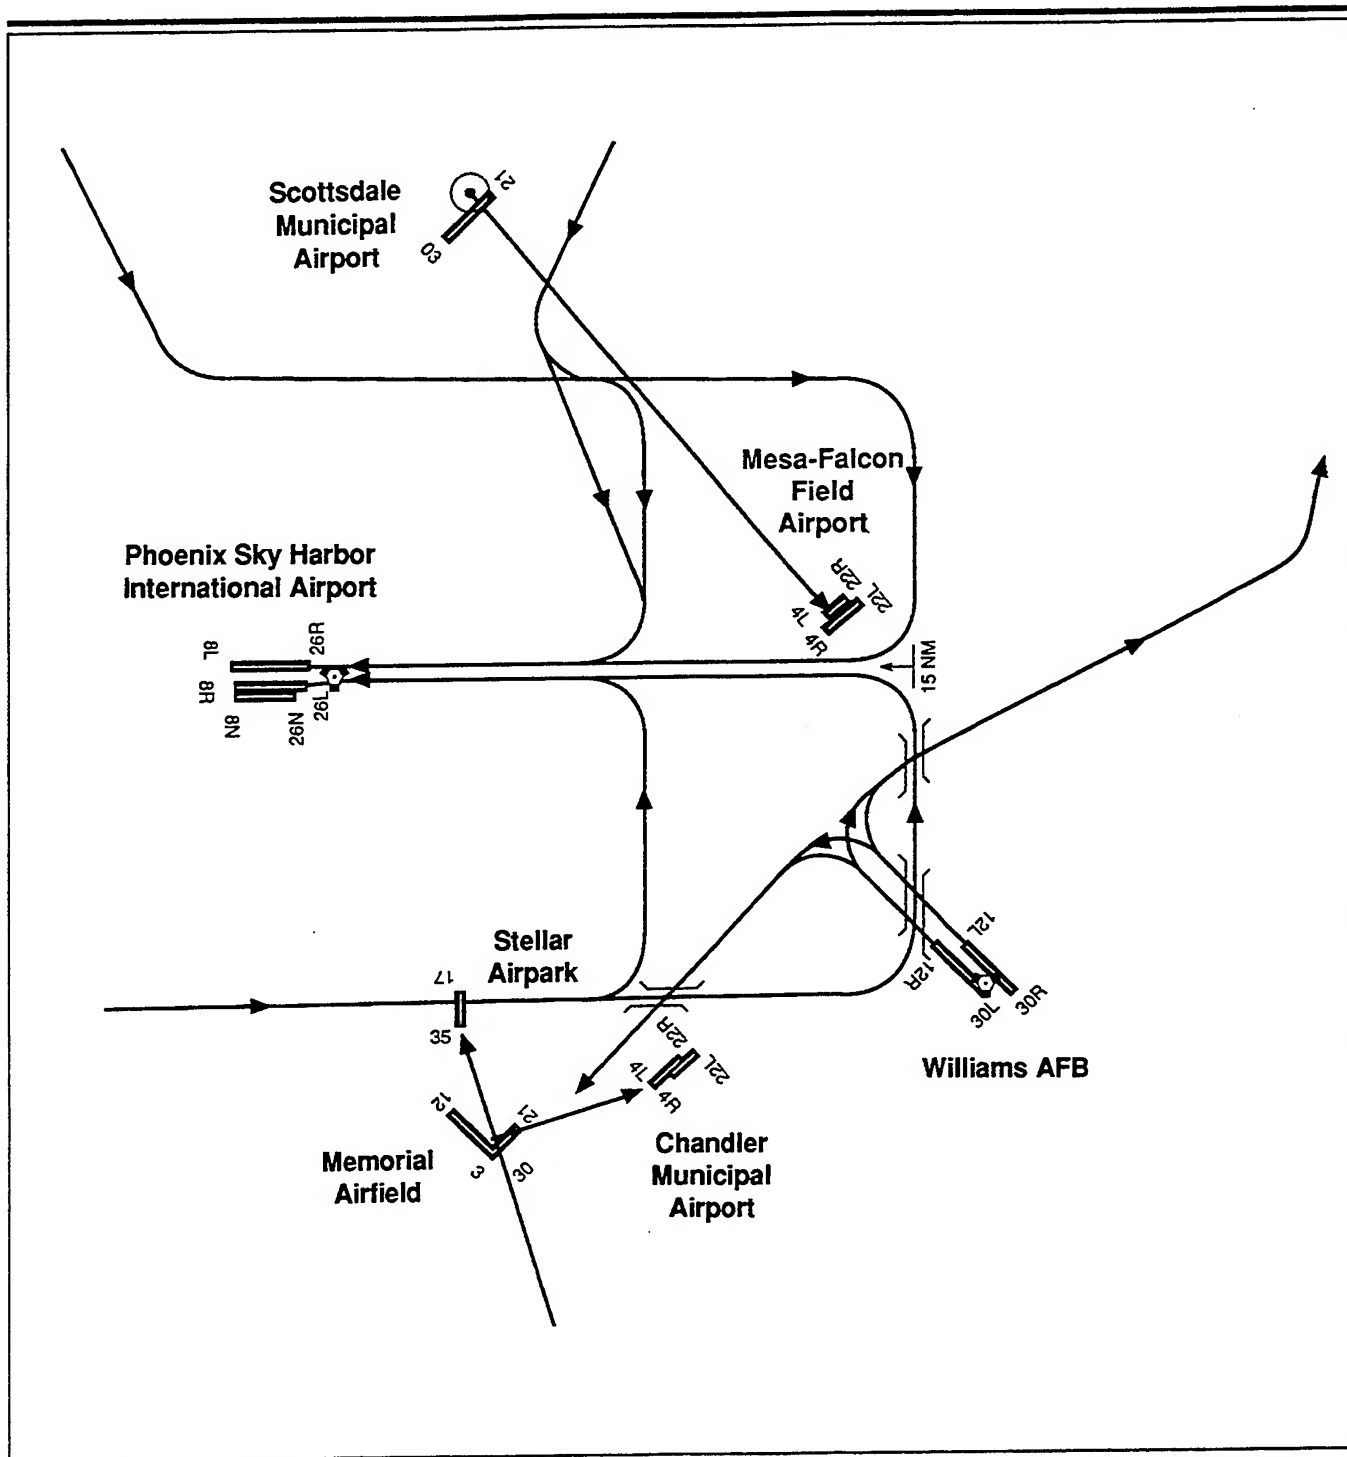 21
Scottsdale
Municipal
Airport
03
Mesa-Falcon
Field
Airport
22R
22L
4L
4R
Phoenix Sky Harbor
International Airport
8L
26R
8R
26L
8N
26N
15 NM
12L
12R
30L
30R
Williams AFB
Stellar
Airpark
17
35
22R
22L
4L
4R
Chandler
Municipal
Airport
12
21
3
30
Memorial
Airfield